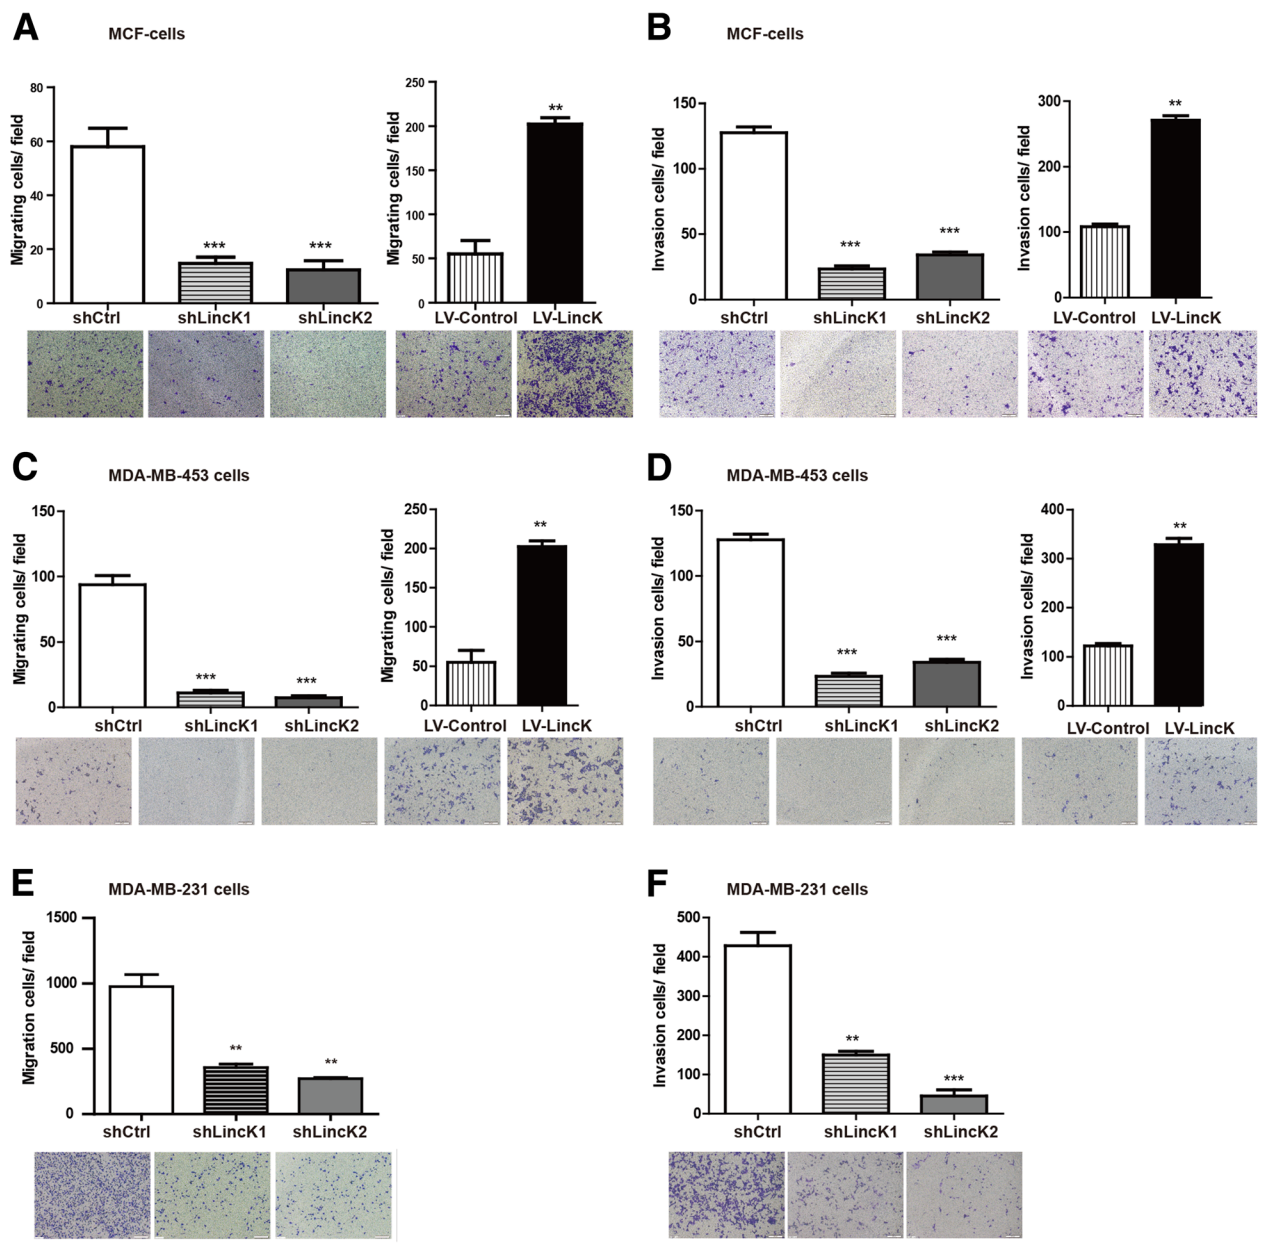 A
MCF-cells
Migrating cells/ field
80
60
40
20
0
***
***
shCtrl
shLincK1
shLincK2
Migrating cells/ field
250
200
150
100
50
0
**
LV-Control
LV-LincK
B
MCF-cells
Invasion cells/ field
150
100
50
0
***
***
shCtrl
shLincK1
shLincK2
Invasion cells/ field
300
200
100
0
**
LV-Control
LV-LincK
C
MDA-MB-453 cells
Migrating cells/ field
150
100
50
0
***
***
shCtrl
shLincK1
shLincK2
Migrating cells/ field
250
200
150
100
50
0
**
LV-Control
LV-LincK
D
MDA-MB-453 cells
Invasion cells/ field
150
100
50
0
***
***
shCtrl
shLincK1
shLincK2
Invasion cells/ field
400
300
200
100
0
**
LV-Control
LV-LincK
E
MDA-MB-231 cells
Migration cells/ field
1500
1000
500
0
**
**
shCtrl
shLincK1
shLincK2
F
MDA-MB-231 cells
Invasion cells/ field
500
400
300
200
100
0
**
***
shCtrl
shLincK1
shLincK2